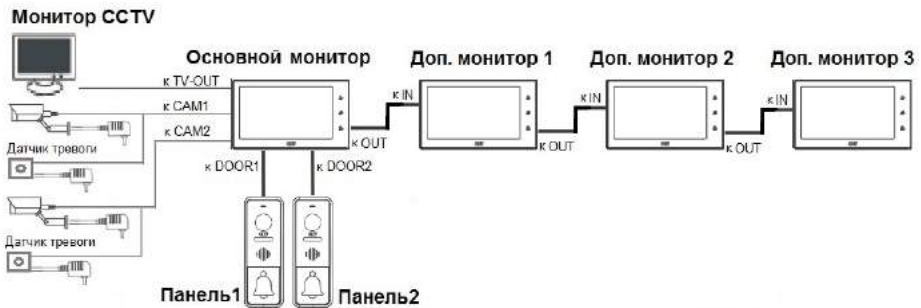 Монитор CCTV
Основной монитор
Доп. монитор 1
Доп. монитор 2
Доп. монитор 3
к TV-OUT
к CAM1
к CAM2
Датчик тревоги
Датчик тревоги
к DOOR1
к DOOR2
к OUT
к IN
к OUT
к IN
к OUT
к IN
Панель1
Панель2